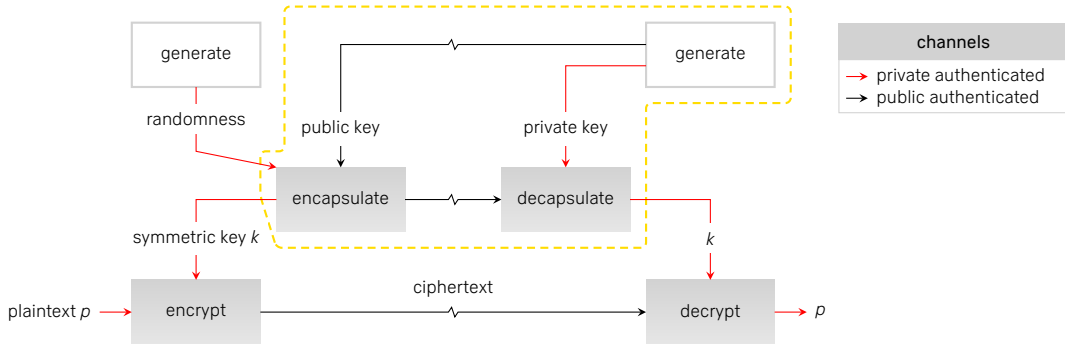 generate
generate
channels
private authenticated
public authenticated
randomness
public key
private key
encapsulate
decapsulate
symmetric key k
k
ciphertext
plaintext p
encrypt
decrypt
p